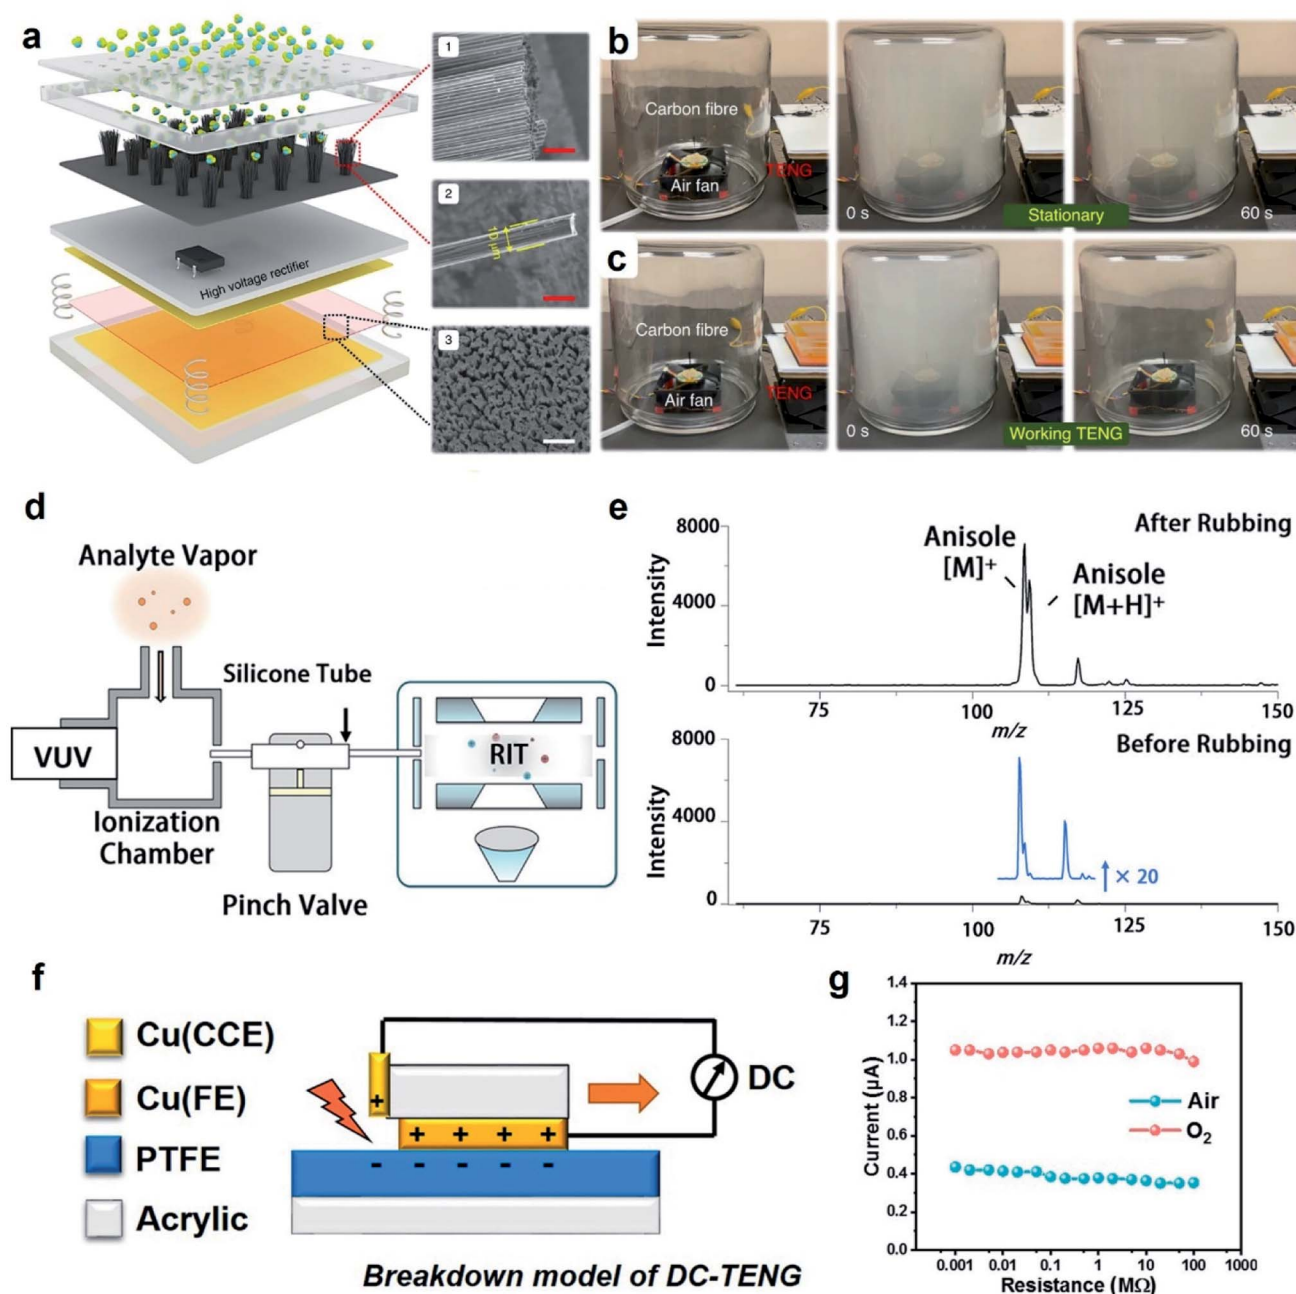 a
High voltage rectifier
1
2
10 μm
3
b
Carbon fibre
TENG
Air fan
0 s
Stationary
60 s
c
Carbon fibre
TENG
Air fan
0 s
Working TENG
60 s
d
Analyte Vapor
Silicone Tube
VUV
RIT
Ionization
Chamber
Pinch Valve
e
After Rubbing
8000
4000
0
Intensity
Anisole
[M]+
Anisole
[M+H]+
75
100
125
150
m/z
Before Rubbing
8000
4000
0
Intensity
× 20
75
100
125
150
m/z
f
Cu(CCE)
Cu(FE)
PTFE
Acrylic
+
+ + + +
- - - - -
DC
Breakdown model of DC-TENG
g
1.4
1.2
1.0
0.8
0.6
0.4
0.2
0.0
Current (μA)
Air
O2
0.001 0.01 0.1 1 10 100 1000
Resistance (MΩ)